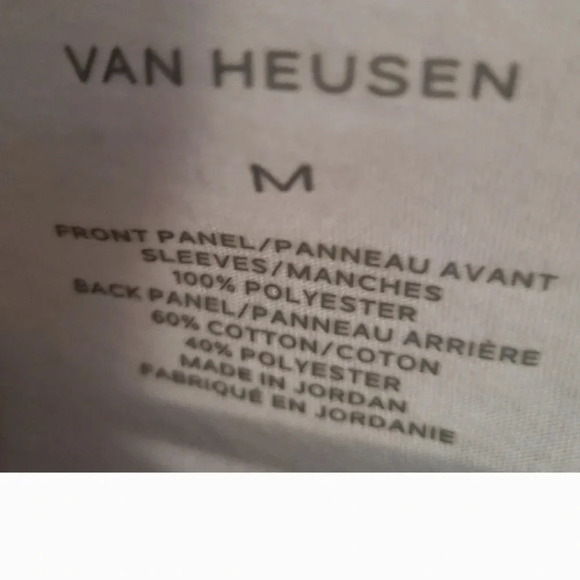 VAN HEUSEN
M
FRONT PANEL/PANNEAU AVANT
SLEEVES/MANCHES
100% POLYESTER
BACK PANEL/PANNEAU ARRIÈRE
60% COTTON/COTON
40% POLYESTER
MADE IN JORDAN
FABRIQUÉ EN JORDANIE